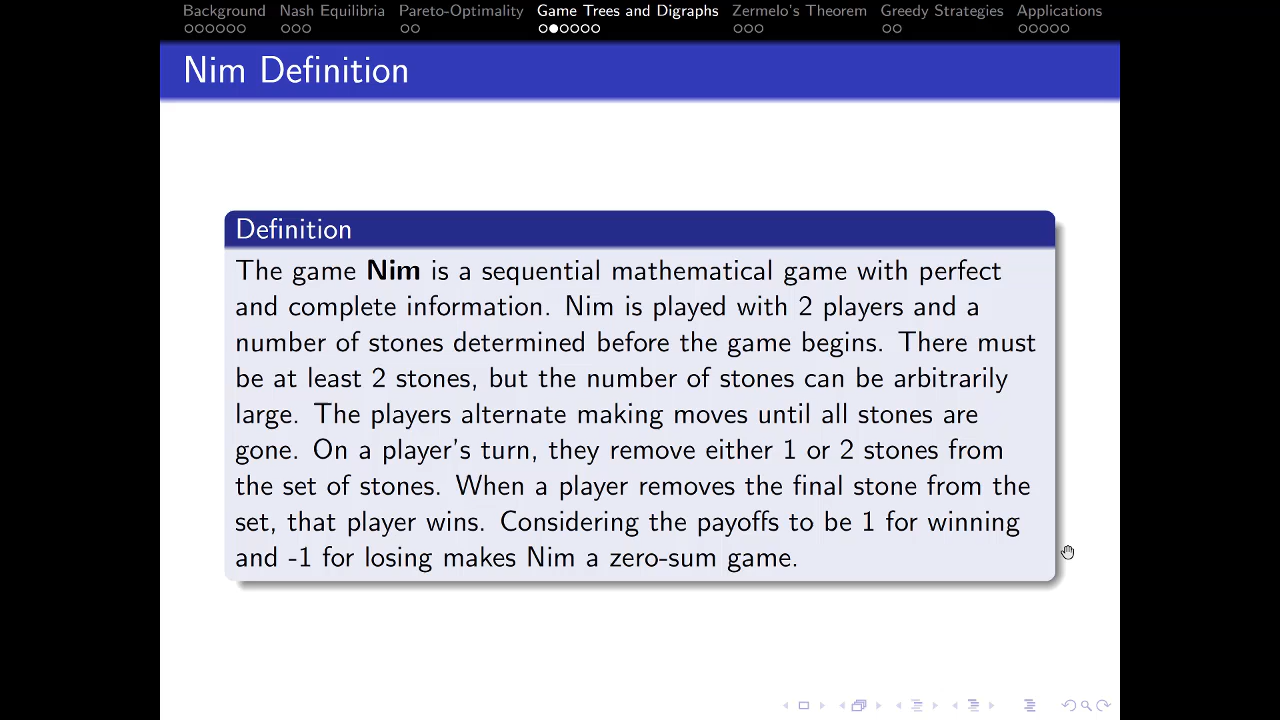 Background Nash Equilibria Pareto-Optimality Game Trees and Digraphs Zermelo's Theorem Greedy Strategies Applications
Nim Definition
Definition
The game Nim is a sequential mathematical game with perfect
and complete information. Nim is played with 2 players and a
number of stones determined before the game begins. There must
be at least 2 stones, but the number of stones can be arbitrarily
large. The players alternate making moves until all stones are
gone. On a player's turn, they remove either 1 or 2 stones from
the set of stones. When a player removes the final stone from the
set, that player wins. Considering the payoffs to be 1 for winning
and -1 for losing makes Nim a zero-sum game.